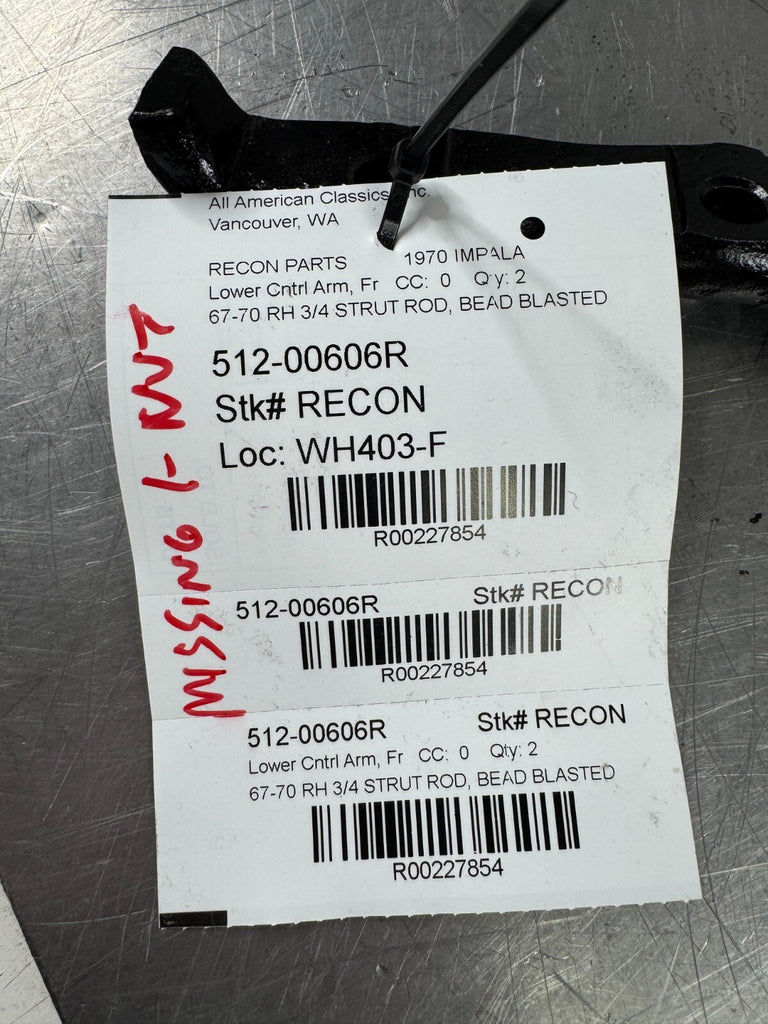 All American Classics, Inc.
Vancouver, WA
RECON PARTS 1970 IMPALA
Lower Cntrl Arm, Fr CC: 0 Qty: 2
67-70 RH 3/4 STRUT ROD, BEAD BLASTED
512-00606R
Stk# RECON
Loc: WH403-F
R00227854
MISSING 1- NUT
512-00606R Stk# RECON
R00227854
512-00606R Stk# RECON
Lower Cntrl Arm, Fr CC: 0 Qty: 2
67-70 RH 3/4 STRUT ROD, BEAD BLASTED
R00227854